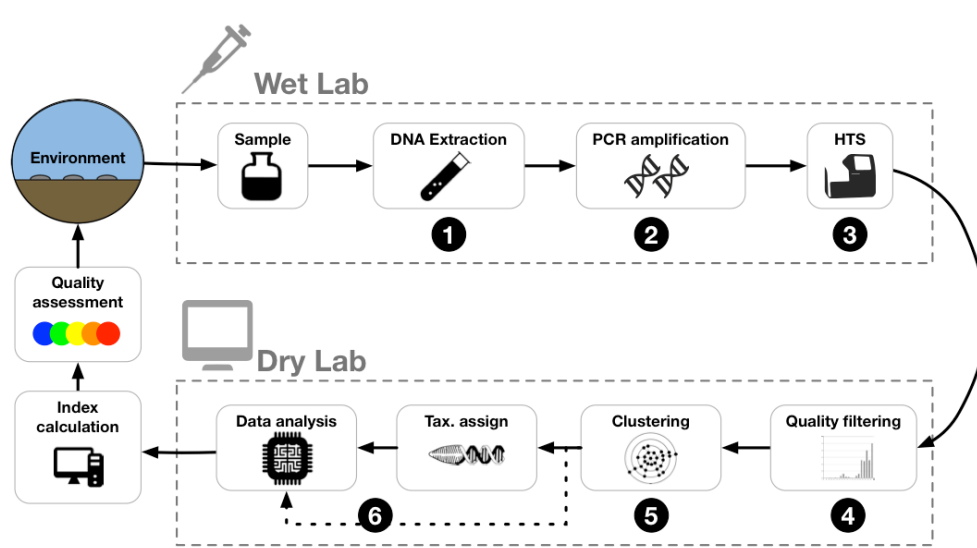 Wet Lab
Environment
Sample
DNA Extraction
PCR amplification
HTS
1
2
3
Quality
assessment
Dry Lab
Index
calculation
Data analysis
Tax. assign
Clustering
Quality filtering
6
5
4